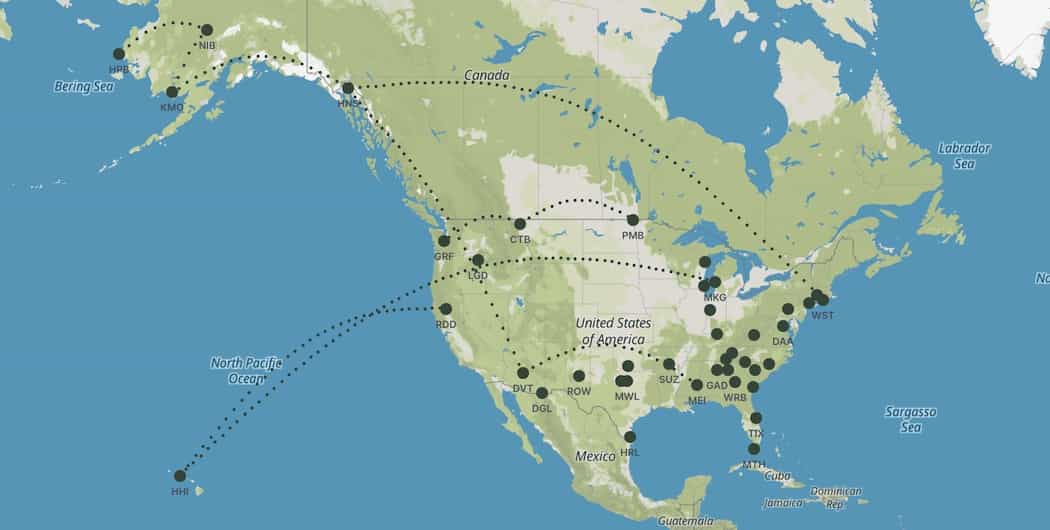 NIB
HPB
Bering Sea
Canada
KMO
HNS
Labrador
Sea
CTB
PMB
GRF
LGD
MKG
Na
WST
RDD
United States
of America
DAA
North Pacific
Ocean
SUZ
DVT
ROW
GAD
MWL
WRB
MEI
DGL
Sargasso
Sea
TIX
HRL
Mexico
MTH
Cuba
HHI
Dominican
Rep.
Jamaica
Guatemala